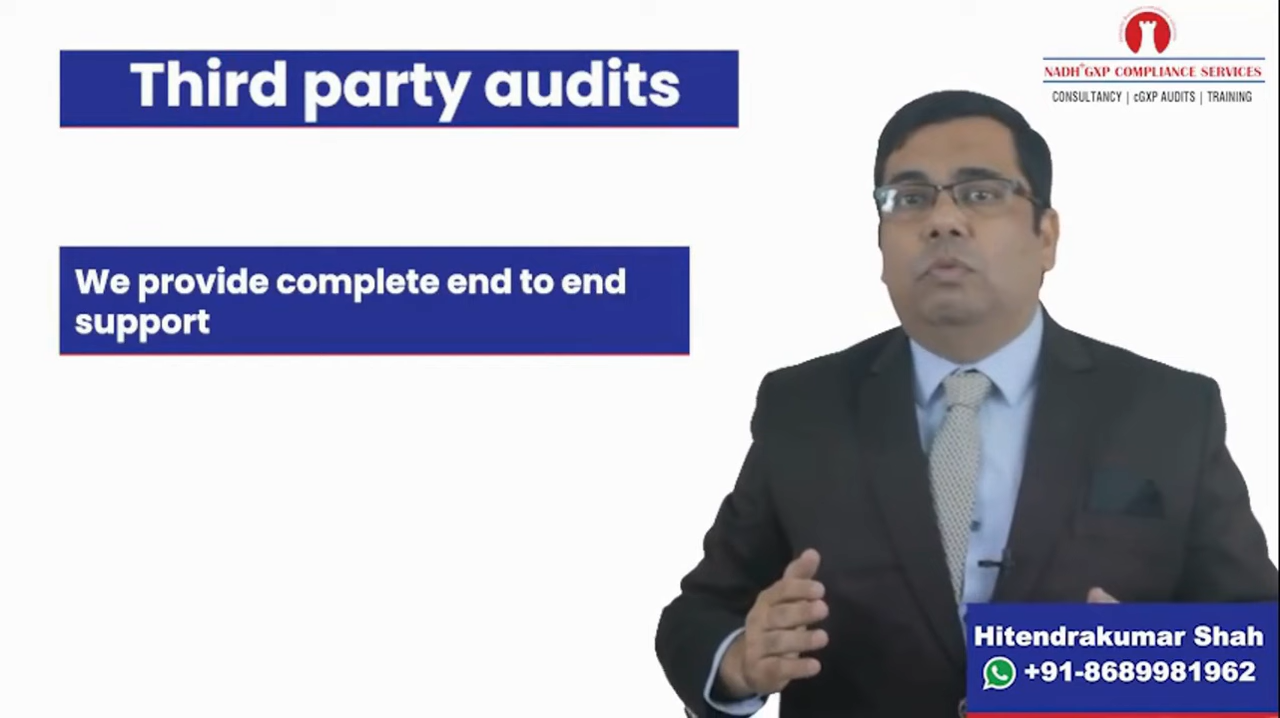 Third party audits
NADH+GXP COMPLIANCE SERVICES
CONSULTANCY | cGXP AUDITS | TRAINING
We provide complete end to end
support
Hitendrakumar Shah
+91-8689981962